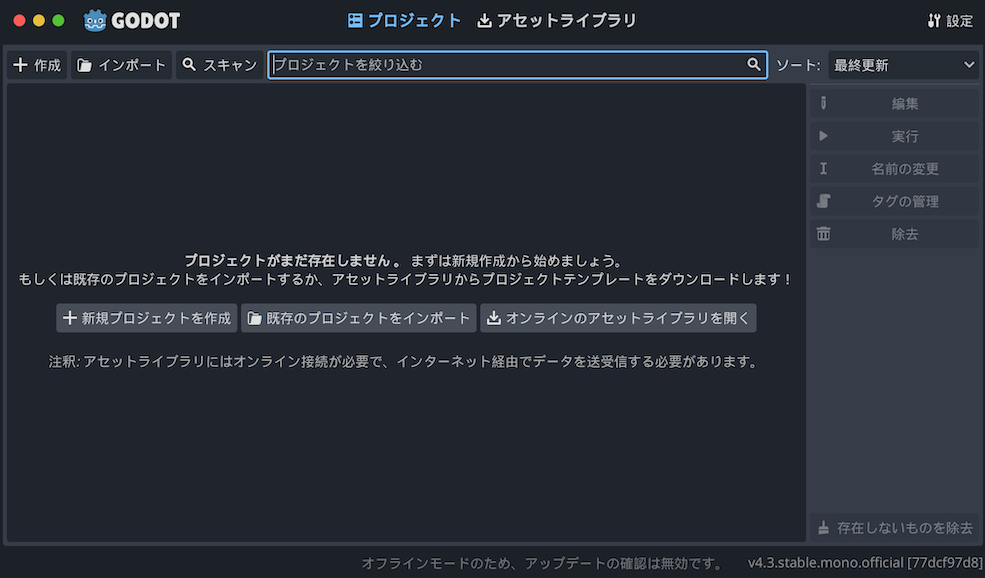 GODOT
プロジェクト
アセットライブラリ
設定
作成
インポート
スキャン
プロジェクトを絞り込む
ソート:
最終更新
編集
実行
名前の変更
タグの管理
除去
プロジェクトがまだ存在しません 。 まずは新規作成から始めましょう。
もしくは既存のプロジェクトをインポートするか、アセットライブラリからプロジェクトテンプレートをダウンロードします！
新規プロジェクトを作成
既存のプロジェクトをインポート
オンラインのアセットライブラリを開く
注釈: アセットライブラリにはオンライン接続が必要で、インターネット経由でデータを送受信する必要があります。
存在しないものを除去
オフラインモードのため、アップデートの確認は無効です。
v4.3.stable.mono.official [77dcf97d8]